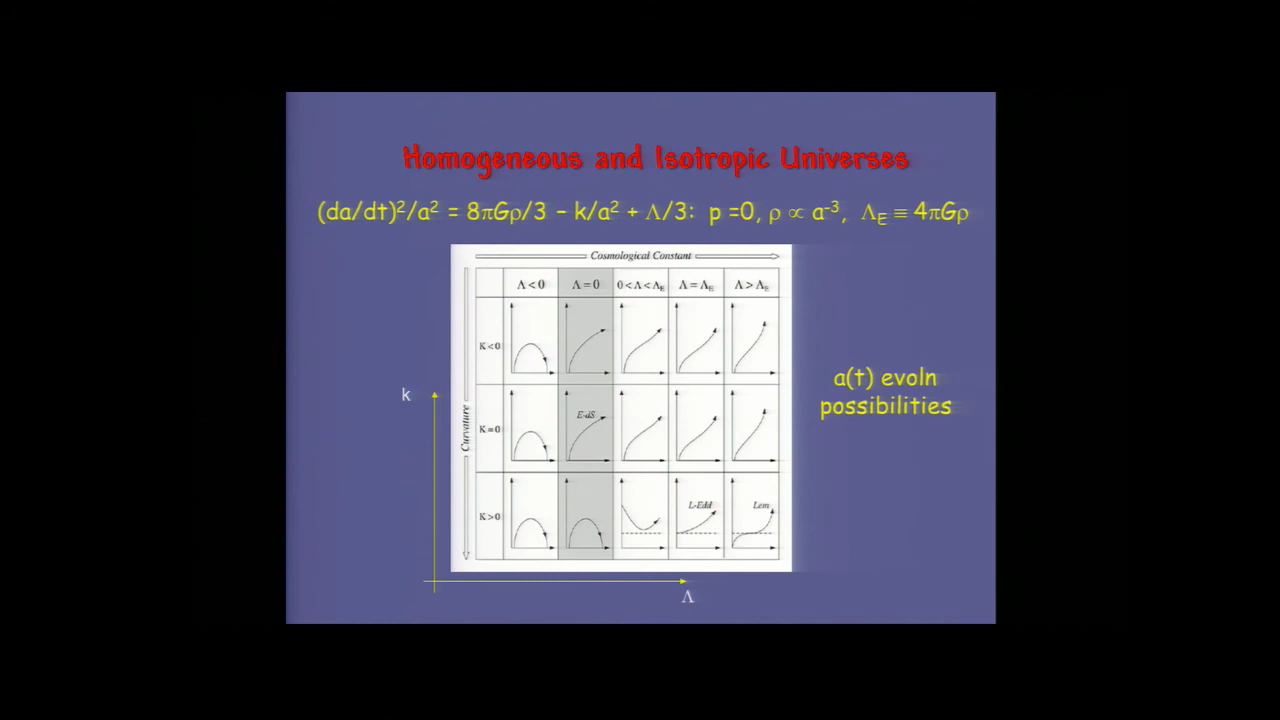 Homogeneous and Isotropic Universes
(da/dt)²/a² = 8πGρ/3 – k/a² + Λ/3: p =0, ρ ∝ a⁻³, Λ_E ≡ 4πGρ
Cosmological Constant
Λ < 0 Λ = 0 0 < Λ < Λ_E Λ = Λ_E Λ > Λ_E
K < 0
a(t) evoln
possibilities
k
Curvature
K = 0
E-dS
K > 0
L-Edd
Lem
Λ